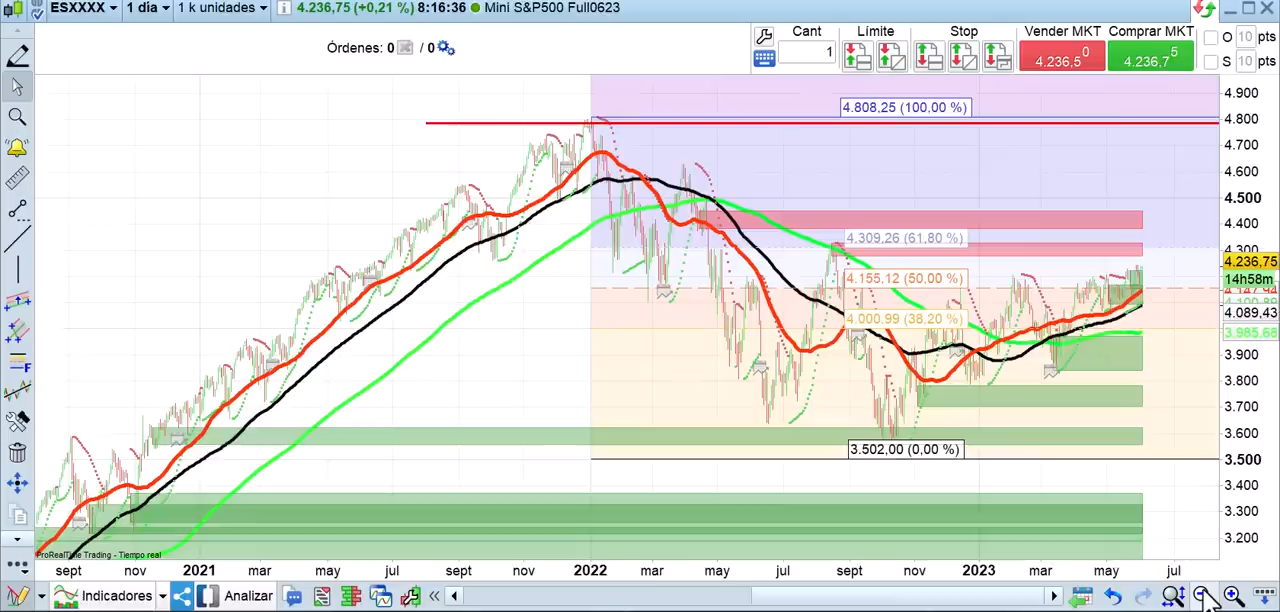 ESXXXX 1 día 1 k unidades 4.236,75 (+0,21 %) 8:16:36 Mini S&P500 Full0623
Órdenes: 0 / 0
Cant Límite Stop Vender MKT Comprar MKT O 10 pts
1 4.236,5 0 4.236,7 5 S 10 pts
4.900
4.808,25 (100,00 %)
4.800
4.700
4.600
4.500
4.400
4.309,26 (61.80 %)
4.300
4.236,75
4.155.12 (50.00 %)
14h58m
4.089,43
4.000.99 (38.20 %)
3.985,68
3.900
3.800
3.700
3.600
3.502,00 (0,00 %)
3.500
3.400
3.300
3.200
ProRealTime Trading - Tiempo real
sept nov 2021 mar may jul sept nov 2022 mar may jul sept nov 2023 mar may jul
Indicadores Analizar